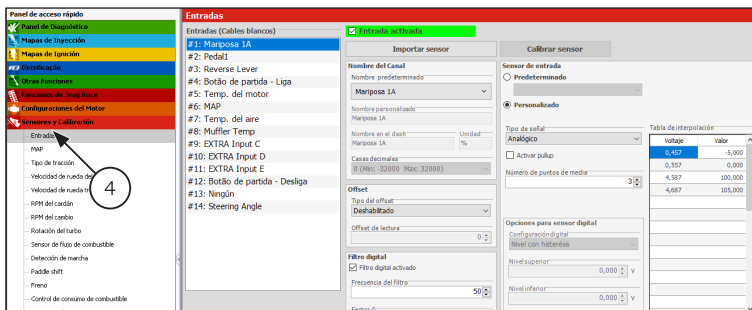 Panel de acceso rápido
Panel de Diagnóstico
Mapas de Inyección
Mapas de Ignición
Eletrificação
Otras Funciones
Funciones de Drag Race
Configuraciones del Motor
Sensores y Calibración
Entradas
MAP
Tipo de tracción
Velocidad de rueda de
Velocidad de rueda tr
RPM del cardán
RPM del cambio
Rotación del turbo
Sensor de flujo de combustible
Detección de marcha
Paddle shift
Freno
Control de consumo de combustible
4
Entradas
Entradas (Cables blancos)
#1: Mariposa 1A
#2: Pedal1
#3: Reverse Lever
#4: Botão de partida - Liga
#5: Temp. del motor
#6: MAP
#7: Temp. del aire
#8: Muffler Temp
#9: EXTRA Input C
#10: EXTRA Input D
#11: EXTRA Input E
#12: Botão de partida - Desliga
#13: Ningún
#14: Steering Angle
Entrada activada
Importar sensor
Calibrar sensor
Nombre del Canal
Nombre predeterminado
Mariposa 1A
Nombre personalizado
Mariposa 1A
Nombre en el dash Unidad
Mariposa 1A %
Casas decimales
0 (Min: -32000 Max: 32000)
Offset
Tipo del offset
Deshabilitado
Offset de lectura
0
Filtro digital
Filtro digital activado
Frecuencia del filtro
50
Factor Q
Sensor de entrada
Predeterminado
Personalizado
Tipo de señal
Analógico
Activar pullup
Número de puntos de media
3
Opciones para sensor digital
Configuración digital
Nivel con histeréss
Nivel superior
0,000 V
Nivel inferior
0,000 V
Tabla de interpolación
Voltaje Valor
0,457 -5,000
0,557 0,000
4,587 100,000
4,687 105,000